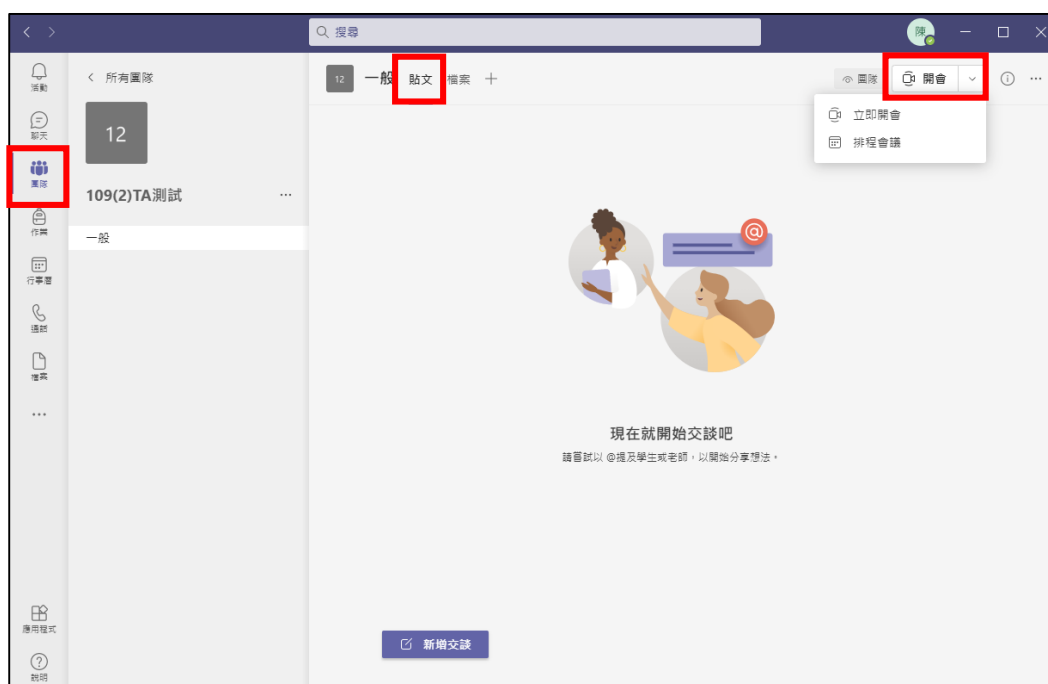 搜尋
陳
活動
聊天
團隊
作業
行事曆
通話
檔案
...
應用程式
說明
所有團隊
12
109(2)TA測試
...
一般
12
一般
貼文
檔案
團隊
開會
...
立即開會
排程會議
@
現在就開始交談吧
請嘗試以 @提及學生或老師，以開始分享想法。
新增交談